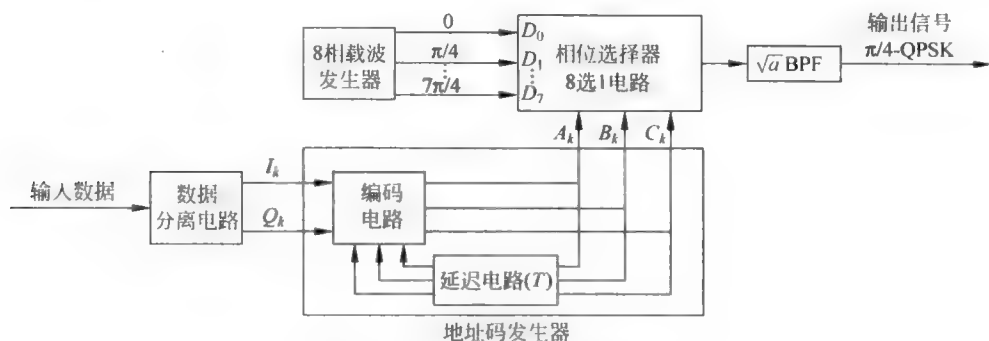 8相载波
发生器
0
π/4
⋮
7π/4
D₀
D₁
⋮
D₇
相位选择器
8选1电路
√a BPF
输出信号
π/4-QPSK
Aₖ
Bₖ
Cₖ
输入数据
数据
分离电路
Iₖ
Qₖ
编码
电路
延迟电路(T)
地址码发生器